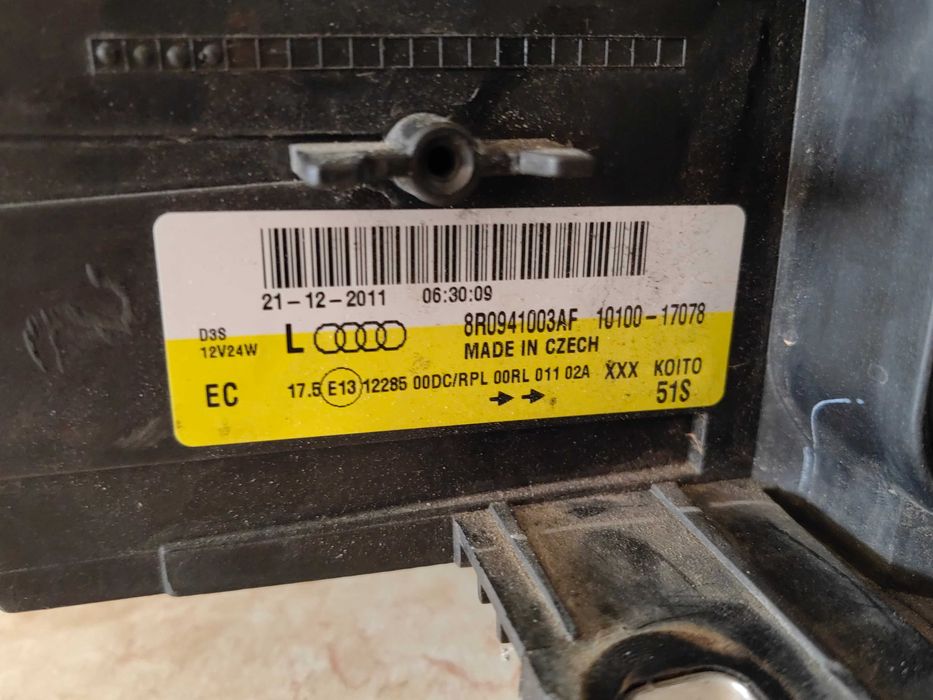 21-12-2011 06:30:09
D3S
12V24W
L
8R0941003AF 10100-17078
MADE IN CZECH
EC
17.5 E13 12285 00DC/RPL 00RL 011 02A XXX KOITO
51S